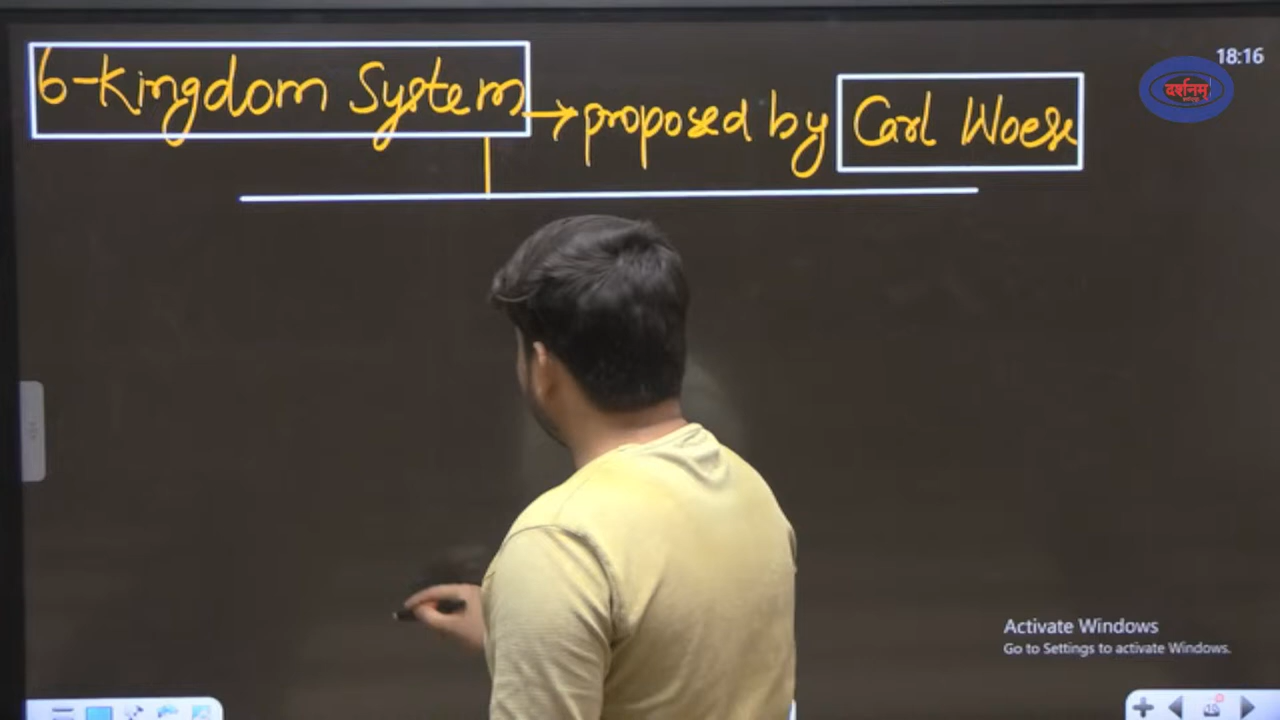 6-Kingdom System → proposed by Carl Woese
18:16
दर्शनम्
Activate Windows
Go to Settings to activate Windows.